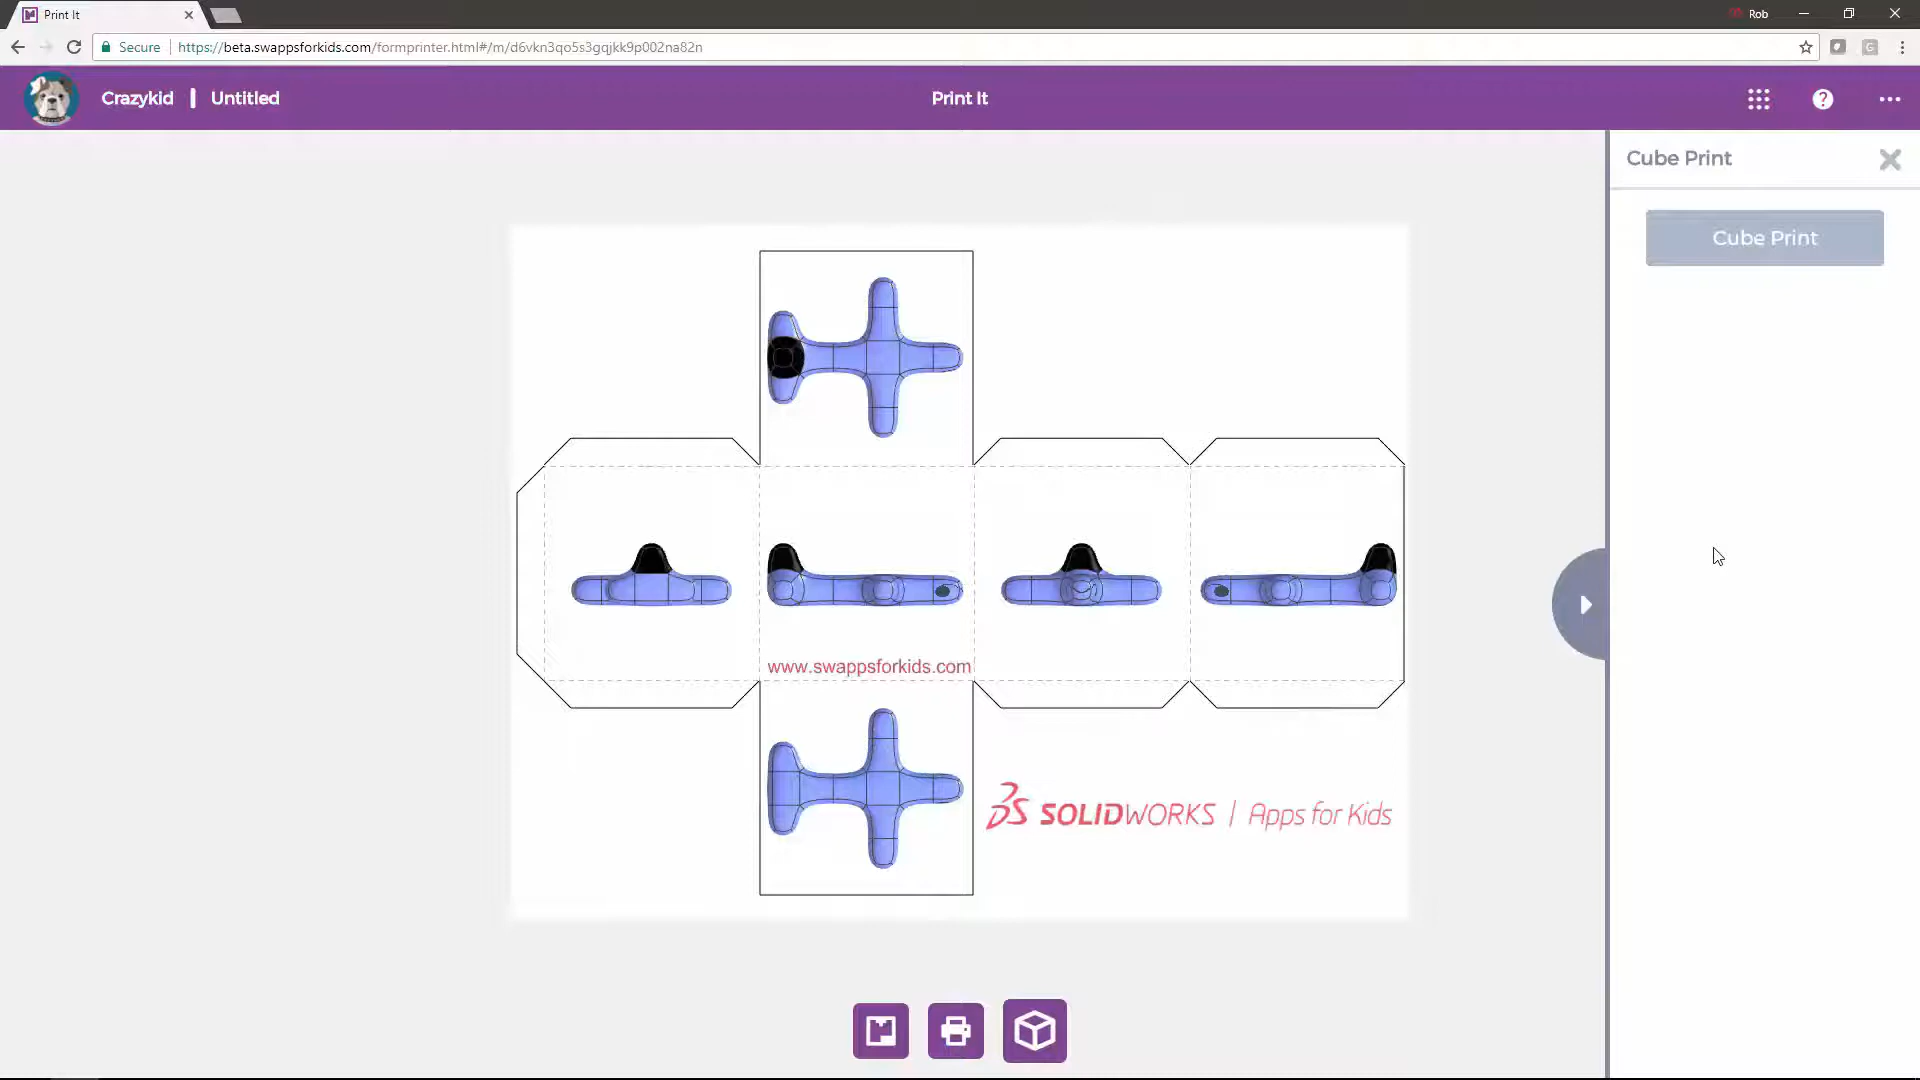 Print It
Rob
Secure
https://beta.swappsforkids.com/formprinter.html#/m/d6vkn3qo5s3gqjkk9p002na82n
Crazykid | Untitled
Print It
Cube Print
Cube Print
www.swappsforkids.com
SOLIDWORKS | Apps for Kids